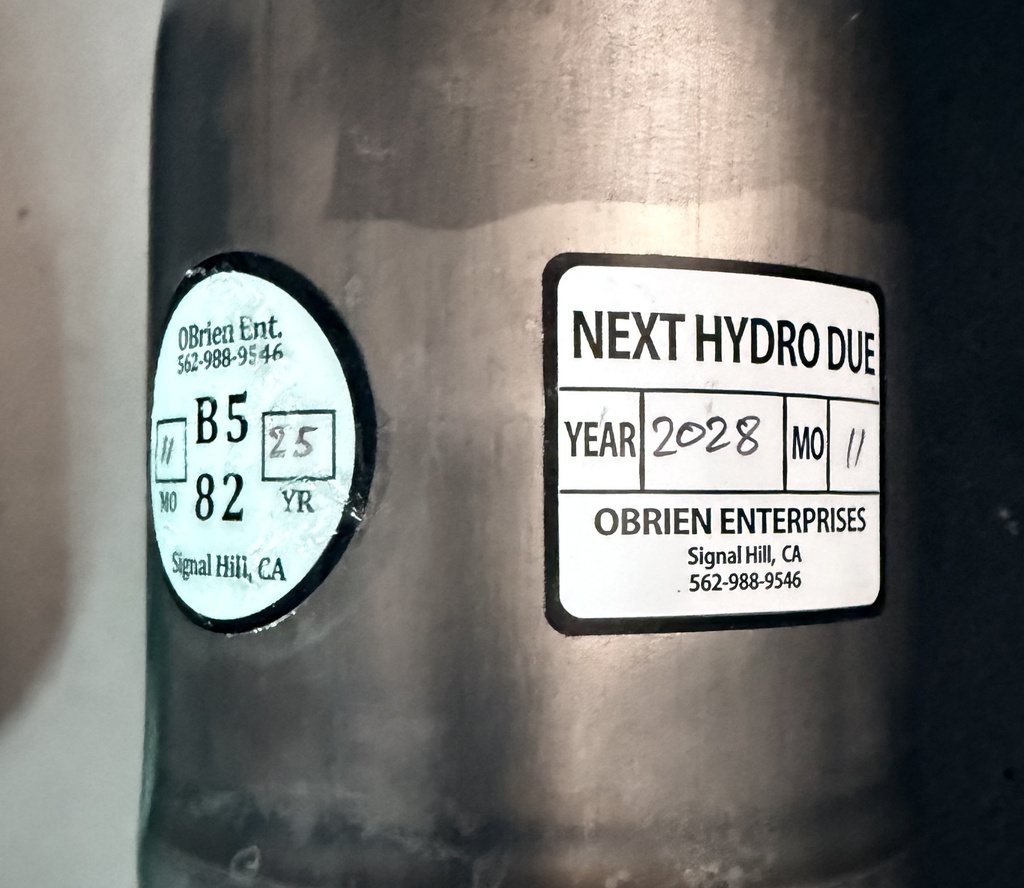 OBrien Ent.
562-988-9546
B5
11 25
82
MO YR
Signal Hill, CA
NEXT HYDRO DUE
YEAR 2028 MO 11
OBRIEN ENTERPRISES
Signal Hill, CA
562-988-9546